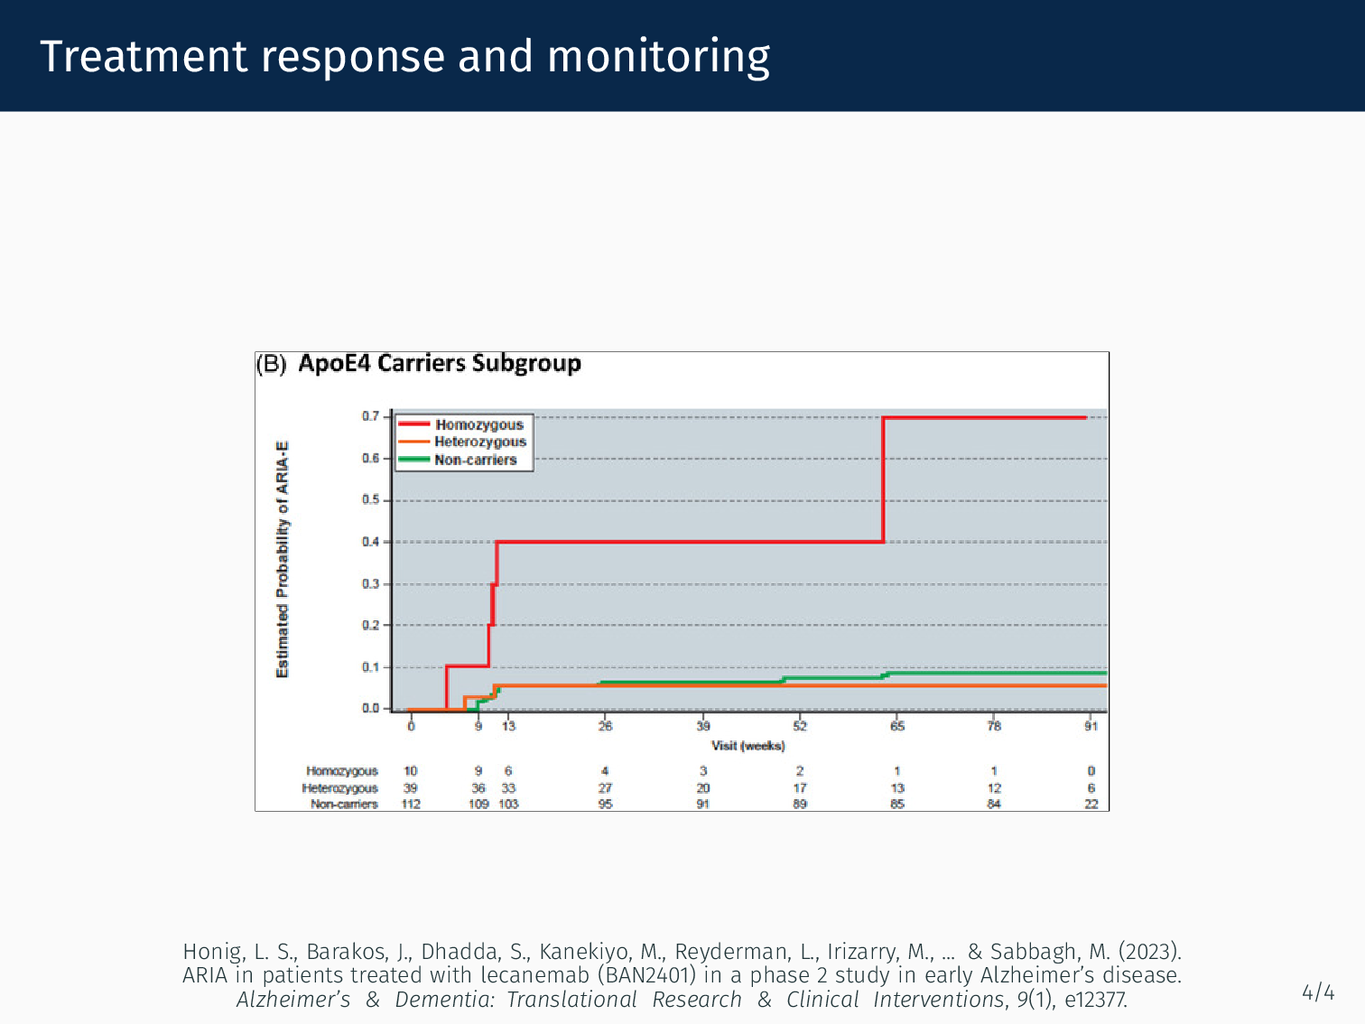 Treatment response and monitoring
(B) ApoE4 Carriers Subgroup
Estimated Probability of ARIA-E
0.7
0.6
0.5
0.4
0.3
0.2
0.1
0.0
Homozygous
Heterozygous
Non-carriers
0 9 13 26 39 52 65 78 91
Visit (weeks)
Homozygous 10 9 6 4 3 2 1 1 0
Heterozygous 39 36 33 27 20 17 13 12 6
Non-carriers 112 109 103 95 91 89 85 84 22
Honig, L. S., Barakos, J., Dhadda, S., Kanekiyo, M., Reyderman, L., Irizarry, M., ... & Sabbagh, M. (2023).
ARIA in patients treated with lecanemab (BAN2401) in a phase 2 study in early Alzheimer’s disease.
Alzheimer’s & Dementia: Translational Research & Clinical Interventions, 9(1), e12377.
4/4